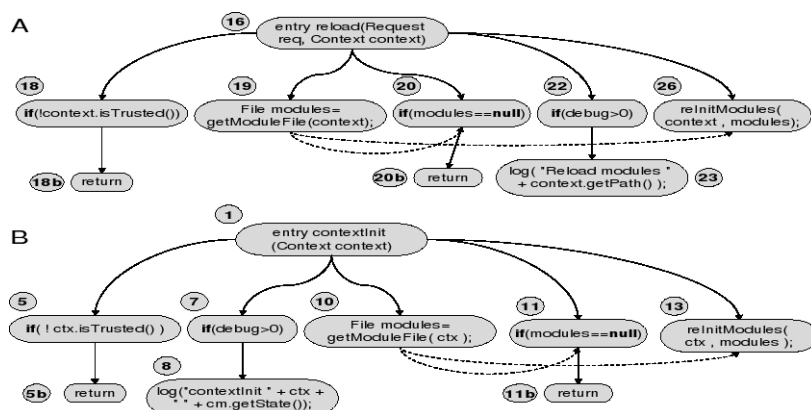 A
16
entry reload(Request
req, Context context)
18
19
20
22
26
if(!context.isTrusted())
File modules=
getModuleFile(context);
if(modules==null)
if(debug>0)
reInitModules(
context , modules);
18b
return
20b
return
log( "Reload modules "
+ context.getPath() );
23
B
1
entry contextInit
(Context context)
5
7
10
11
13
if( ! ctx.isTrusted() )
if(debug>0)
File modules=
getModuleFile( ctx );
if(modules==null)
reInitModules(
ctx , modules );
8
5b
return
log("contextInit " + ctx +
" " + cm.getState());
11b
return